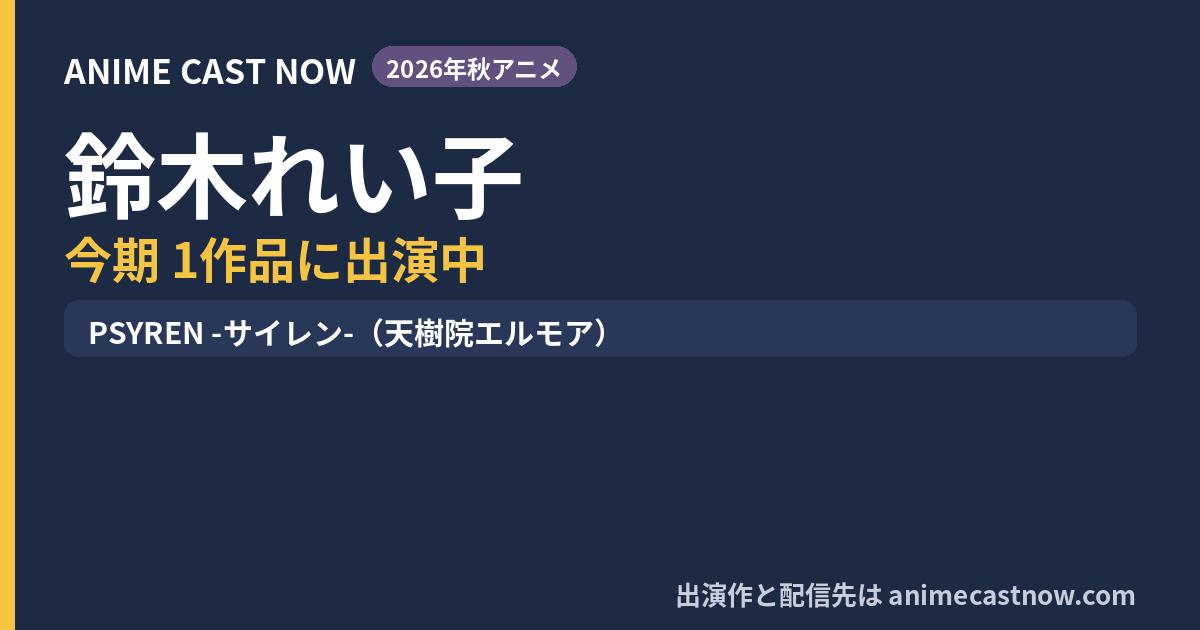 ANIME CAST NOW 2026年秋アニメ
鈴木れい子
今期 1作品に出演中
PSYREN -サイレン-（天樹院エルモア）
出演作と配信先は animecastnow.com